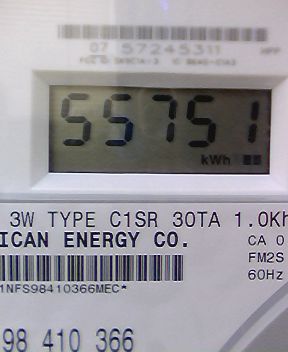 07 57245311
55751
kWh
3W TYPE C1SR 30TA 1.0Kh
ICAN ENERGY CO.
CA 0
FM2S
60Hz
1NFS98410366MEC*
98 410 366